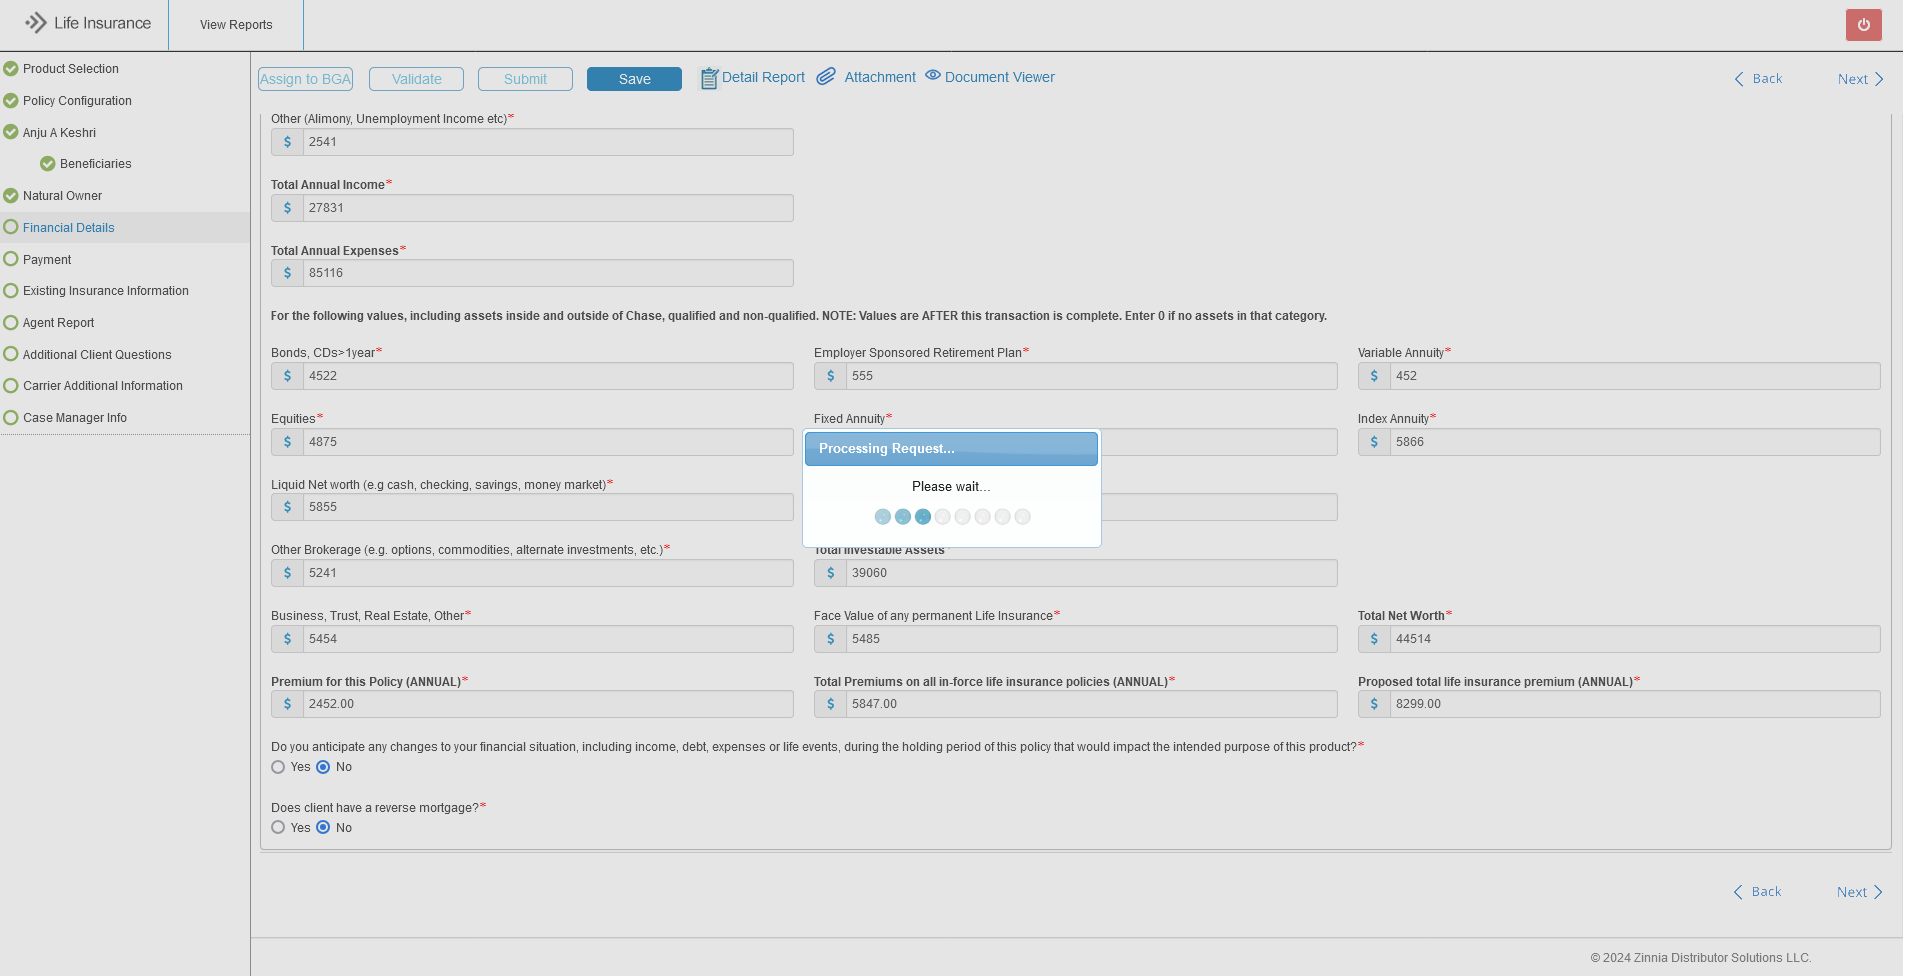 Life Insurance
View Reports
Product Selection
Policy Configuration
Anju A Keshri
Beneficiaries
Natural Owner
Financial Details
Payment
Existing Insurance Information
Agent Report
Additional Client Questions
Carrier Additional Information
Case Manager Info
Assign to BGA Validate Submit Save Detail Report Attachment Document Viewer Back Next
Other (Alimony, Unemployment Income etc)*
$ 2541
Total Annual Income*
$ 27831
Total Annual Expenses*
$ 85116
For the following values, including assets inside and outside of Chase, qualified and non-qualified. NOTE: Values are AFTER this transaction is complete. Enter 0 if no assets in that category.
Bonds, CDs>1year* Employer Sponsored Retirement Plan* Variable Annuity*
$ 4522 $ 555 $ 452
Equities* Fixed Annuity* Index Annuity*
$ 4875 $ 5866
Processing Request...
Please wait...
Liquid Net worth (e.g cash, checking, savings, money market)*
$ 5855
Other Brokerage (e.g. options, commodities, alternate investments, etc.)* Total Investable Assets*
$ 5241 $ 39060
Business, Trust, Real Estate, Other* Face Value of any permanent Life Insurance* Total Net Worth*
$ 5454 $ 5485 $ 44514
Premium for this Policy (ANNUAL)* Total Premiums on all in-force life insurance policies (ANNUAL)* Proposed total life insurance premium (ANNUAL)*
$ 2452.00 $ 5847.00 $ 8299.00
Do you anticipate any changes to your financial situation, including income, debt, expenses or life events, during the holding period of this policy that would impact the intended purpose of this product?*
Yes No
Does client have a reverse mortgage?*
Yes No
Back Next
© 2024 Zinnia Distributor Solutions LLC.